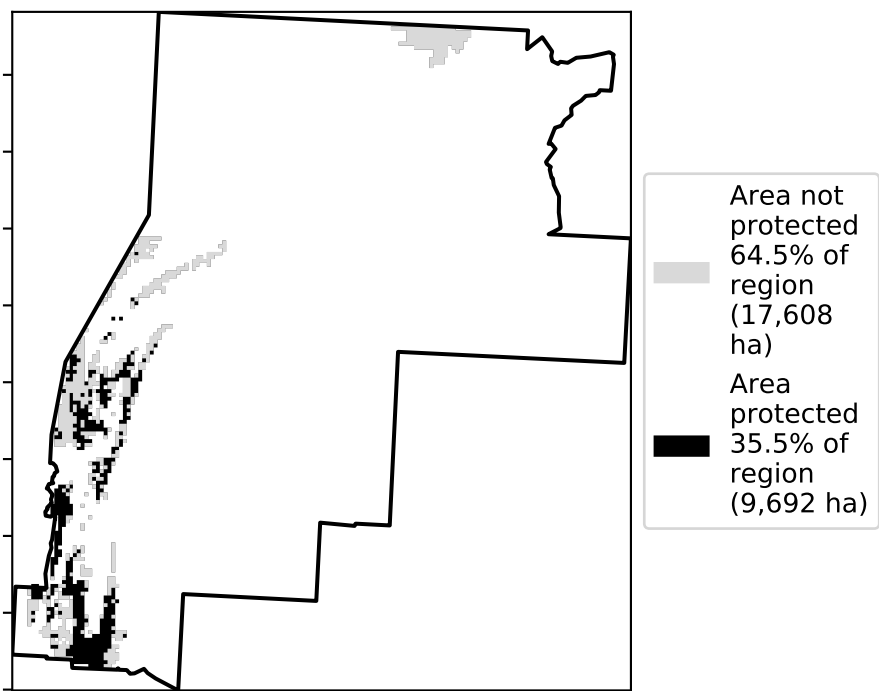 Area not
protected
64.5% of
region
(17,608
ha)
Area
protected
35.5% of
region
(9,692 ha)